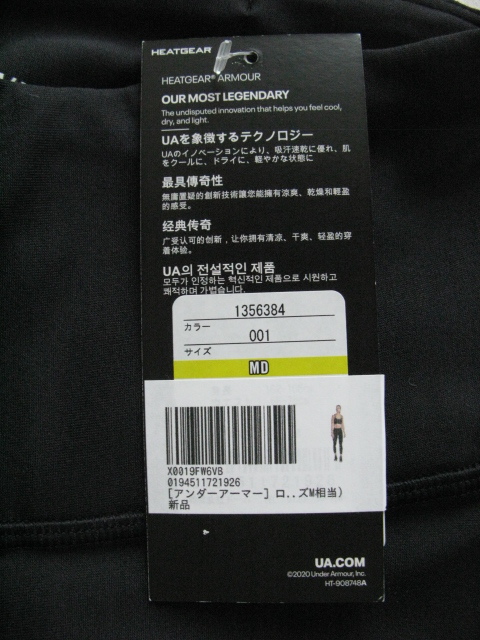 HEATGEAR
HEATGEAR® ARMOUR
OUR MOST LEGENDARY
The undisputed innovation that helps you feel cool,
dry, and light.
UAを象徴するテクノロジー
UAのイノベーションにより、吸汗速乾に優れ、肌
をクールに、ドライに、軽やかな状態に
最具傳奇性
無庸置疑的創新技術讓您能擁有涼爽、乾燥和輕盈
的感受。
经典传奇
广受认可的创新，让你拥有清凉、干爽、轻盈的穿
着体验。
UA의 전설적인 제품
모두가 인정하는 혁신적인 제품으로 시원하고
쾌적하며 가볍습니다.
1356384
カラー
001
サイズ
MD
X0019FW6VB
0194511721926
[アンダーアーマー] ロ..ズM相当)
新品
UA.COM
©2020 Under Armour, Inc.
HT-908748A